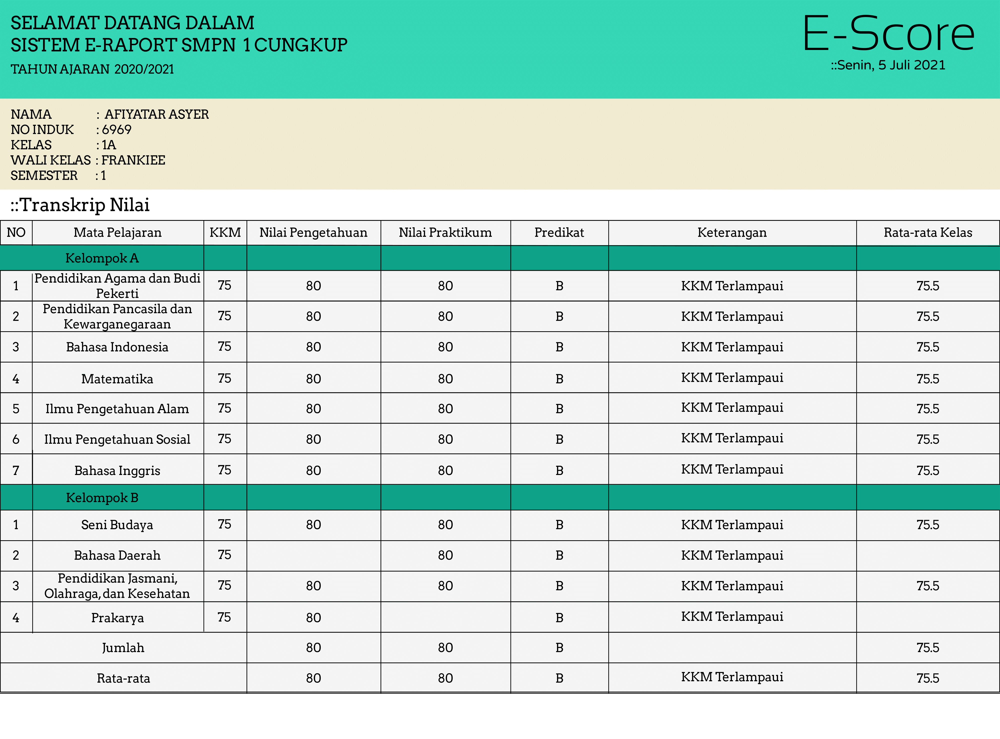 SELAMAT DATANG DALAM
SISTEM E-RAPORT SMPN 1 CUNGKUP
TAHUN AJARAN 2020/2021
E-Score
::Senin, 5 Juli 2021
NAMA : AFIYATAR ASYER
NO INDUK : 6969
KELAS : 1A
WALI KELAS : FRANKIEE
SEMESTER : 1
::Transkrip Nilai
NO Mata Pelajaran KKM Nilai Pengetahuan Nilai Praktikum Predikat Keterangan Rata-rata Kelas
Kelompok A
1 Pendidikan Agama dan Budi Pekerti 75 80 80 B KKM Terlampaui 75.5
2 Pendidikan Pancasila dan Kewarganegaraan 75 80 80 B KKM Terlampaui 75.5
3 Bahasa Indonesia 75 80 80 B KKM Terlampaui 75.5
4 Matematika 75 80 80 B KKM Terlampaui 75.5
5 Ilmu Pengetahuan Alam 75 80 80 B KKM Terlampaui 75.5
6 Ilmu Pengetahuan Sosial 75 80 80 B KKM Terlampaui 75.5
7 Bahasa Inggris 75 80 80 B KKM Terlampaui 75.5
Kelompok B
1 Seni Budaya 75 80 80 B KKM Terlampaui 75.5
2 Bahasa Daerah 75 80 B KKM Terlampaui
3 Pendidikan Jasmani, Olahraga, dan Kesehatan 75 80 80 B KKM Terlampaui 75.5
4 Prakarya 75 80 B KKM Terlampaui
Jumlah 80 80 B 75.5
Rata-rata 80 80 B KKM Terlampaui 75.5